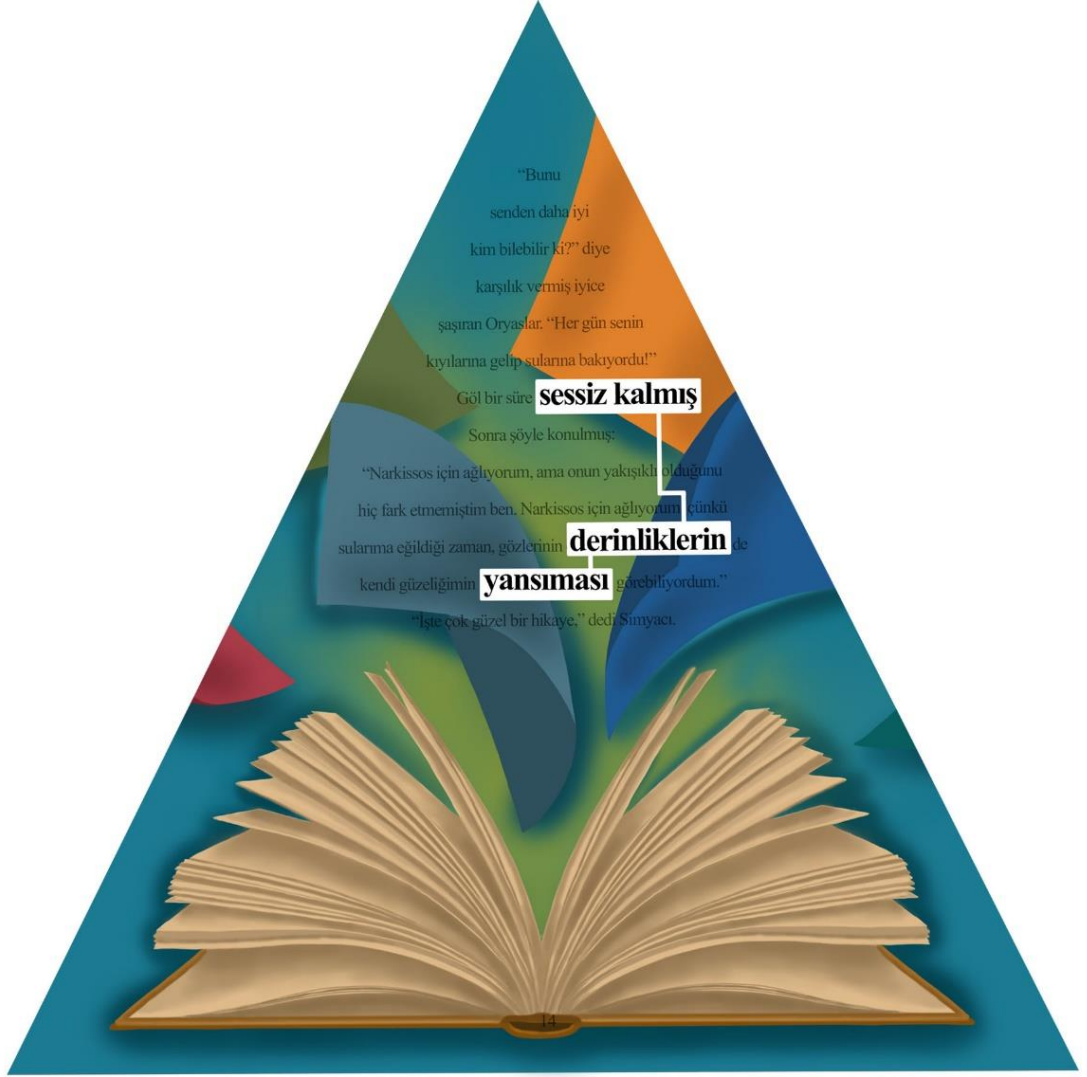 “Bunu
senden daha iyi
kim bilebilir ki?” diye
karşılık vermiş iyice
şaşıran Oryaslar. “Her gün senin
kıyılarına gelip sularına bakıyordu!”
Göl bir süre sessiz kalmış
Sonra şöyle konulmuş:
“Narkissos için ağlıyorum, ama onun yakışıklı olduğunu
hiç fark etmemiştim ben. Narkissos için ağlıyorum çünkü
sularıma eğildiği zaman, gözlerinin derinliklerin de
kendi güzeliğimin yansıması görebiliyordum.”
“İşte çok güzel bir hikaye,” dedi Simyacı.
14